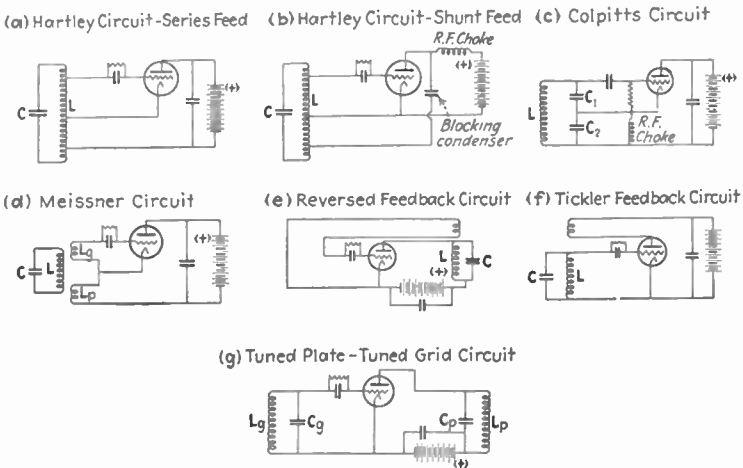 (a) Hartley Circuit-Series Feed
(b) Hartley Circuit-Shunt Feed
(c) Colpitts Circuit
R.F. Choke
(+)
(+)
(+)
C
L
C
L
Blocking
condenser
L
C1
C2
R.F.
Choke
(d) Meissner Circuit
(e) Reversed Feedback Circuit
(f) Tickler Feedback Circuit
C
L
Lg
Lp
(+)
L
(+)
C
C
L
(g) Tuned Plate-Tuned Grid Circuit
Lg
Cg
Cp
Lp
(+)